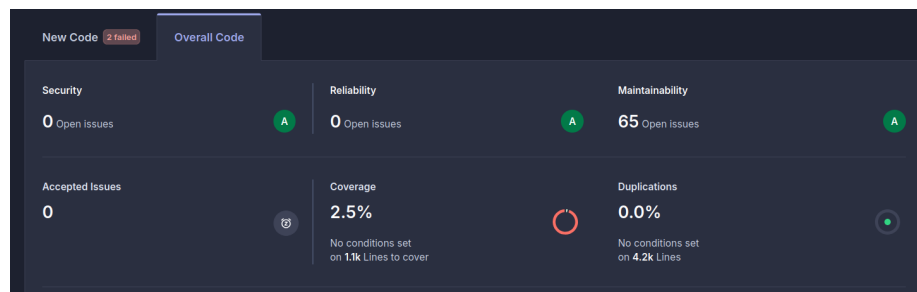 New Code 2 failed Overall Code
Security Reliability Maintainability
0 Open issues A 0 Open issues A 65 Open issues A
Accepted Issues Coverage Duplications
0 2.5% 0.0%
No conditions set No conditions set
on 1.1k Lines to cover on 4.2k Lines